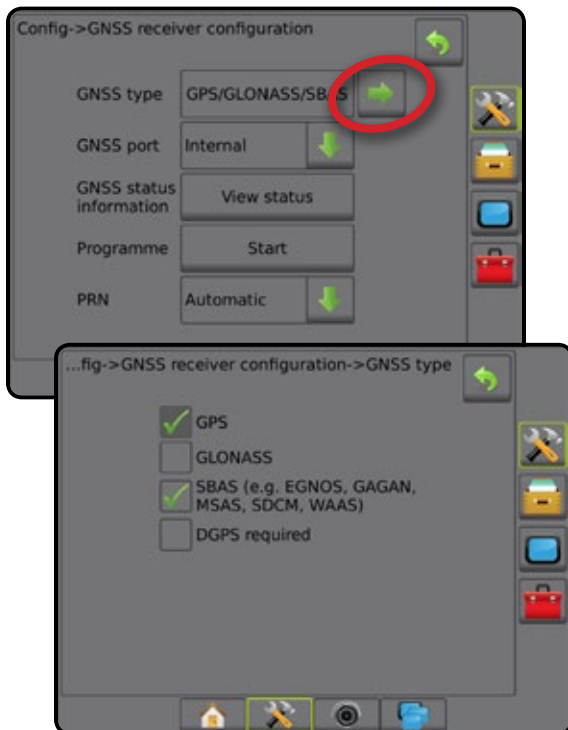 Config->GNSS receiver configuration
GNSS type
GPS/GLONASS/SBAS
GNSS port
Internal
GNSS status
information
View status
Programme
Start
PRN
Automatic
...fig->GNSS receiver configuration->GNSS type
GPS
GLONASS
SBAS (e.g. EGNOS, GAGAN,
MSAS, SDCM, WAAS)
DGPS required